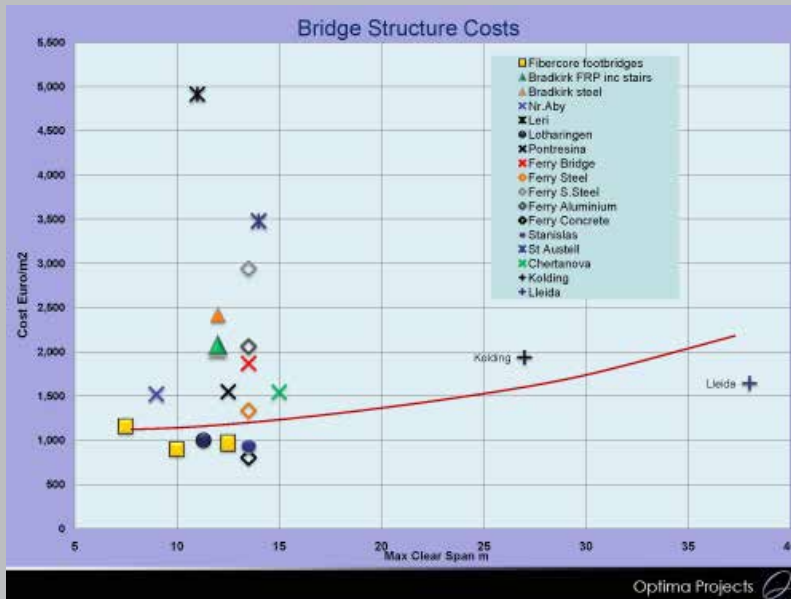 Bridge Structure Costs
5,500
5,000
4,500
4,000
3,500
3,000
2,500
2,000
1,500
1,000
500
0
Cost Euro/m2
Fibercore footbridges
Bradkirk FRP inc stairs
Bradkirk steel
Nr.Aby
Leri
Lotharingen
Pontresina
Ferry Bridge
Ferry Steel
Ferry S.Steel
Ferry Aluminium
Ferry Concrete
Stanislas
St Austell
Chertanova
Kolding
Lleida
Kolding
Lleida
5 10 15 20 25 30 35 40
Max Clear Span m
Optima Projects